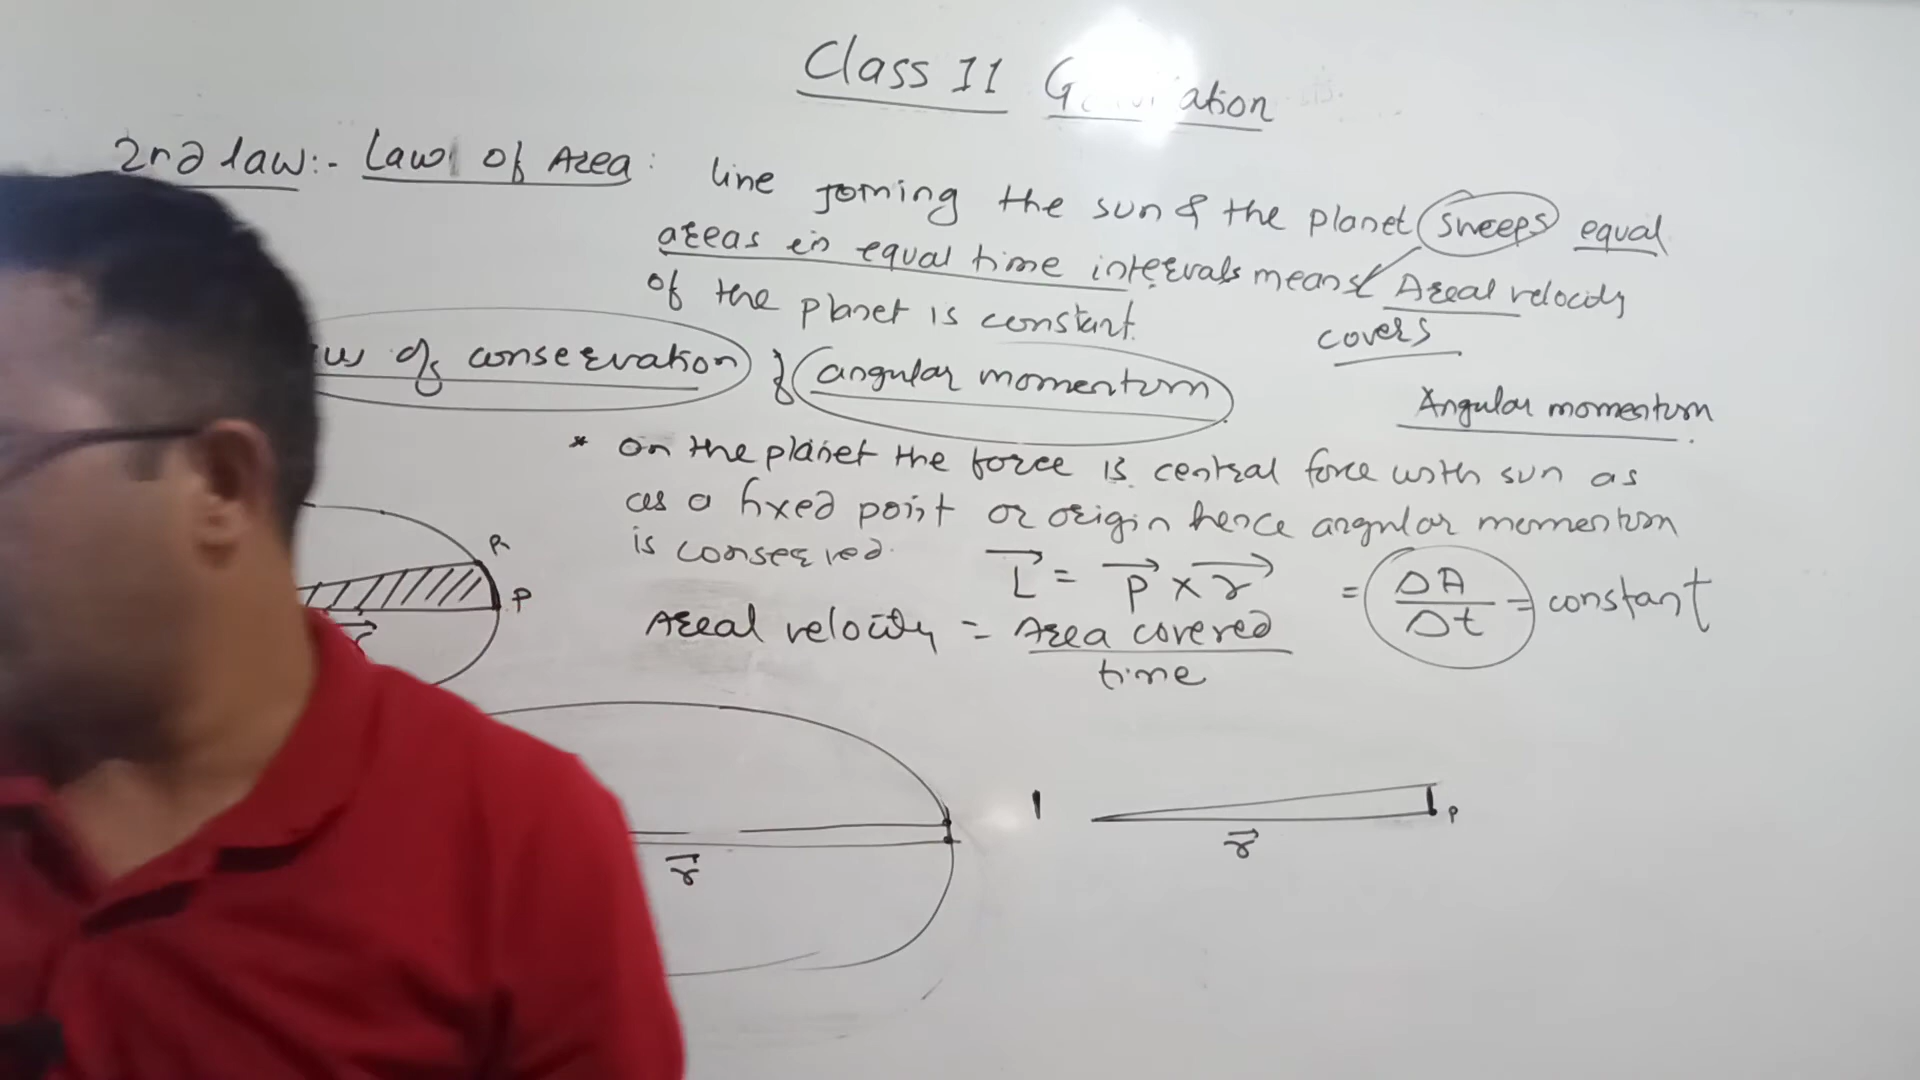 Class 11 Gravitation
2nd law:- Law of Area: line joining the sun & the planet sweeps equal
areas in equal time intervals means Areal velocity
of the planet is constant.
covers
of conservation } angular momentum
Angular momentum
* on the planet the force is central force with sun as
as a fixed point or origin hence angular momentum
is conserved.
L = p × r
= ΔA/Δt = constant
Areal velocity = Area covered
time
P1
P
r
r
r
P